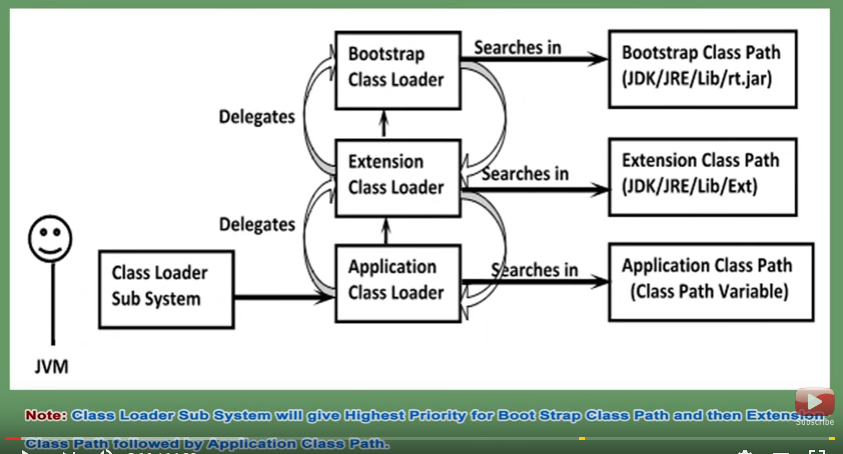 Bootstrap
Class Loader
Searches in
Bootstrap Class Path
(JDK/JRE/Lib/rt.jar)
Delegates
Extension
Class Loader
Searches in
Extension Class Path
(JDK/JRE/Lib/Ext)
Delegates
Class Loader
Sub System
Application
Class Loader
Searches in
Application Class Path
(Class Path Variable)
JVM
Note: Class Loader Sub System will give Highest Priority for Boot Strap Class Path and then Extension
Class Path followed by Application Class Path.
Subscribe